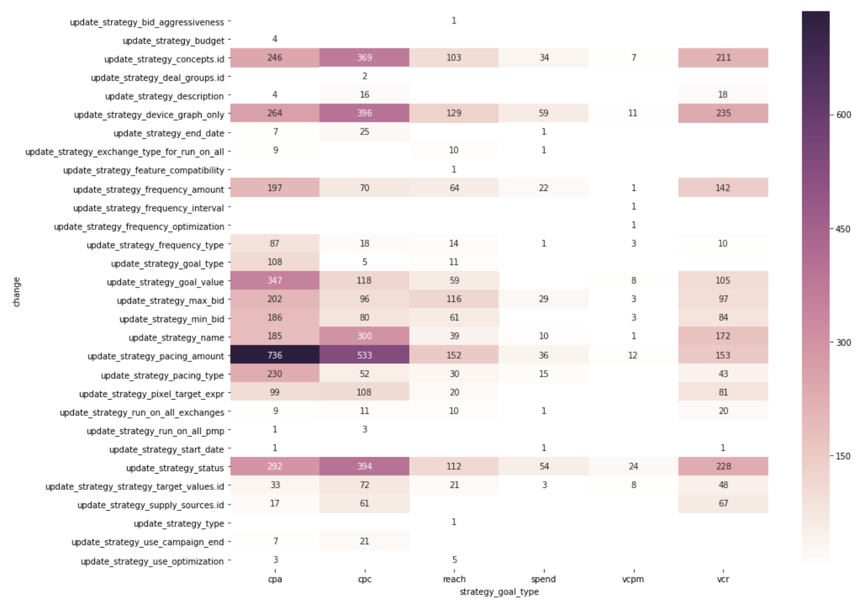 update_strategy_bid_aggressiveness 1
update_strategy_budget 4
update_strategy_concepts.id 246 369 103 34 7 211
update_strategy_deal_groups.id 2
update_strategy_description 4 16 18
update_strategy_device_graph_only 264 396 129 59 11 235
update_strategy_end_date 7 25 1
update_strategy_exchange_type_for_run_on_all 9 10 1
update_strategy_feature_compatibility 1
update_strategy_frequency_amount 197 70 64 22 1 142
update_strategy_frequency_interval 1
update_strategy_frequency_optimization 1
update_strategy_frequency_type 87 18 14 1 3 10
update_strategy_goal_type 108 5 11
update_strategy_goal_value 347 118 59 8 105
update_strategy_max_bid 202 96 116 29 3 97
update_strategy_min_bid 186 80 61 3 84
update_strategy_name 185 300 39 10 1 172
update_strategy_pacing_amount 736 533 152 36 12 153
update_strategy_pacing_type 230 52 30 15 43
update_strategy_pixel_target_expr 99 108 20 81
update_strategy_run_on_all_exchanges 9 11 10 1 20
update_strategy_run_on_all_pmp 1 3
update_strategy_start_date 1 1 1
update_strategy_status 292 394 112 54 24 228
update_strategy_strategy_target_values.id 33 72 21 3 8 48
update_strategy_supply_sources.id 17 61 67
update_strategy_type 1
update_strategy_use_campaign_end 7 21
update_strategy_use_optimization 3 5
cpa cpc reach spend vcpm vcr
strategy_goal_type
change
600
450
300
150